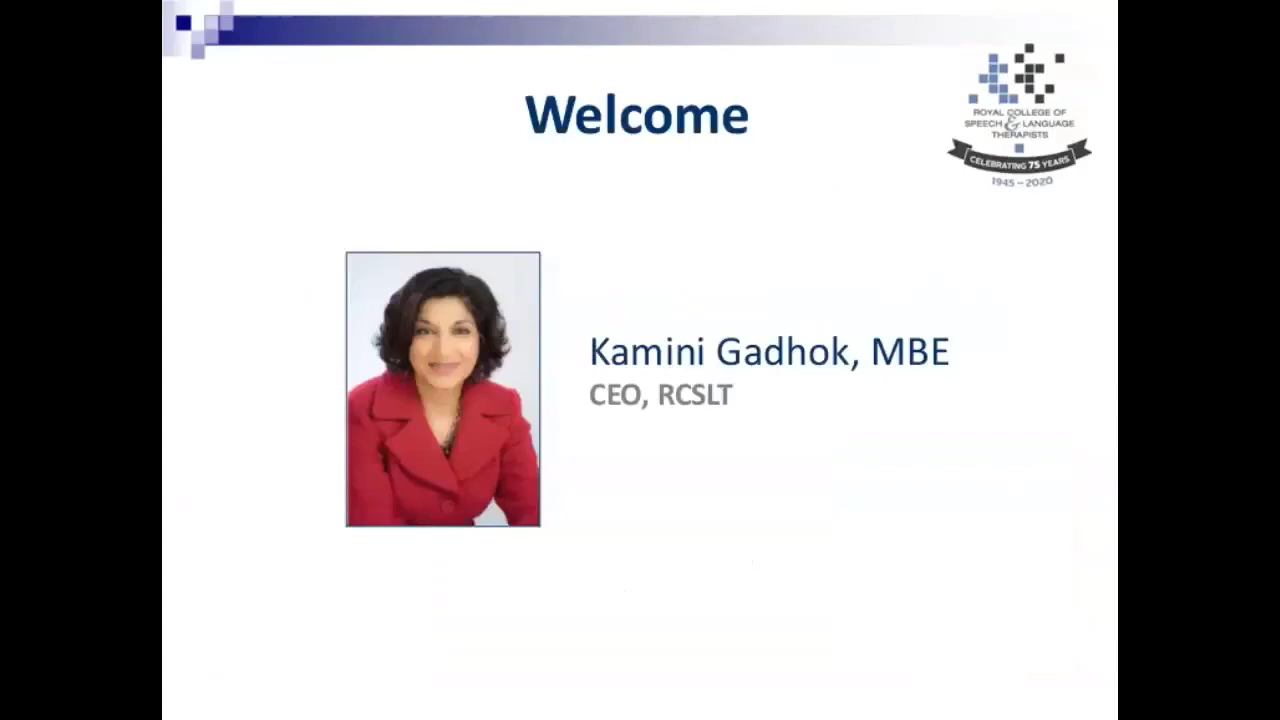 Welcome
ROYAL COLLEGE OF
SPEECH & LANGUAGE
THERAPISTS
CELEBRATING 75 YEARS
1945 – 2020
Kamini Gadhok, MBE
CEO, RCSLT